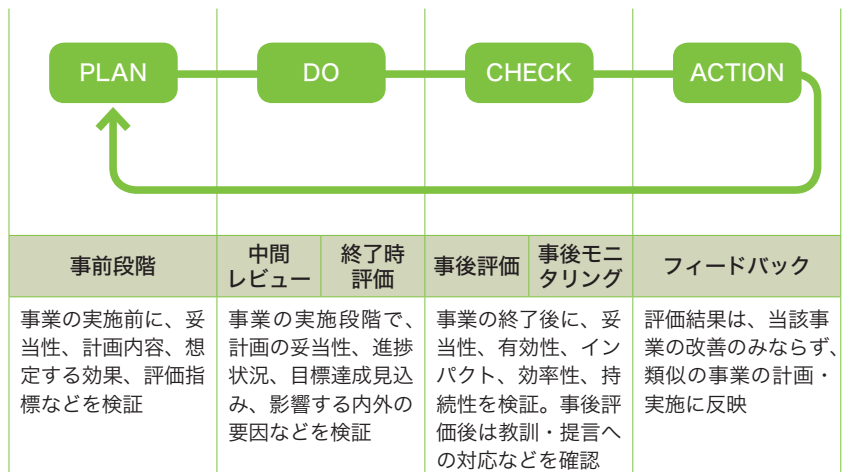 PLAN
DO
CHECK
ACTION
事前段階
中間
レビュー
終了時
評価
事後評価
事後モニ
タリング
フィードバック
事業の実施前に、妥
当性、計画内容、想
定する効果、評価指
標などを検証
事業の実施段階で、
計画の妥当性、進捗
状況、目標達成見込
み、影響する内外の
要因などを検証
事業の終了後に、妥
当性、有効性、イン
パクト、効率性、持
続性を検証。事後評
価後は教訓・提言へ
の対応などを確認
評価結果は、当該事
業の改善のみならず、
類似の事業の計画・
実施に反映